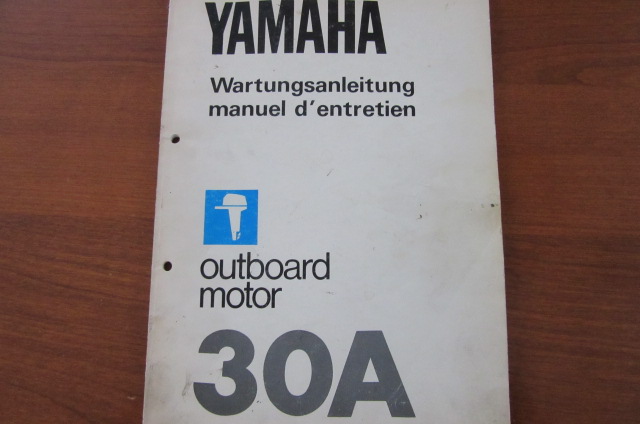 YAMAHA
Wartungsanleitung
manuel d'entretien
outboard
motor
30A